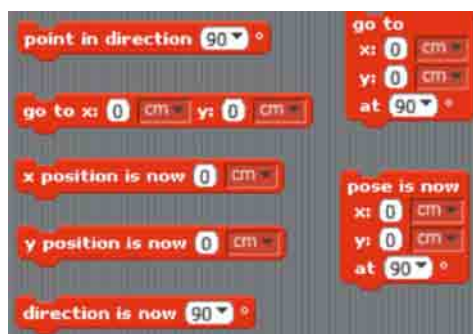 point in direction 90 °
go to x: 0 cm y: 0 cm
x position is now 0 cm
y position is now 0 cm
direction is now 90 °
go to
x: 0 cm
y: 0 cm
at 90 °
pose is now
x: 0 cm
y: 0 cm
at 90 °